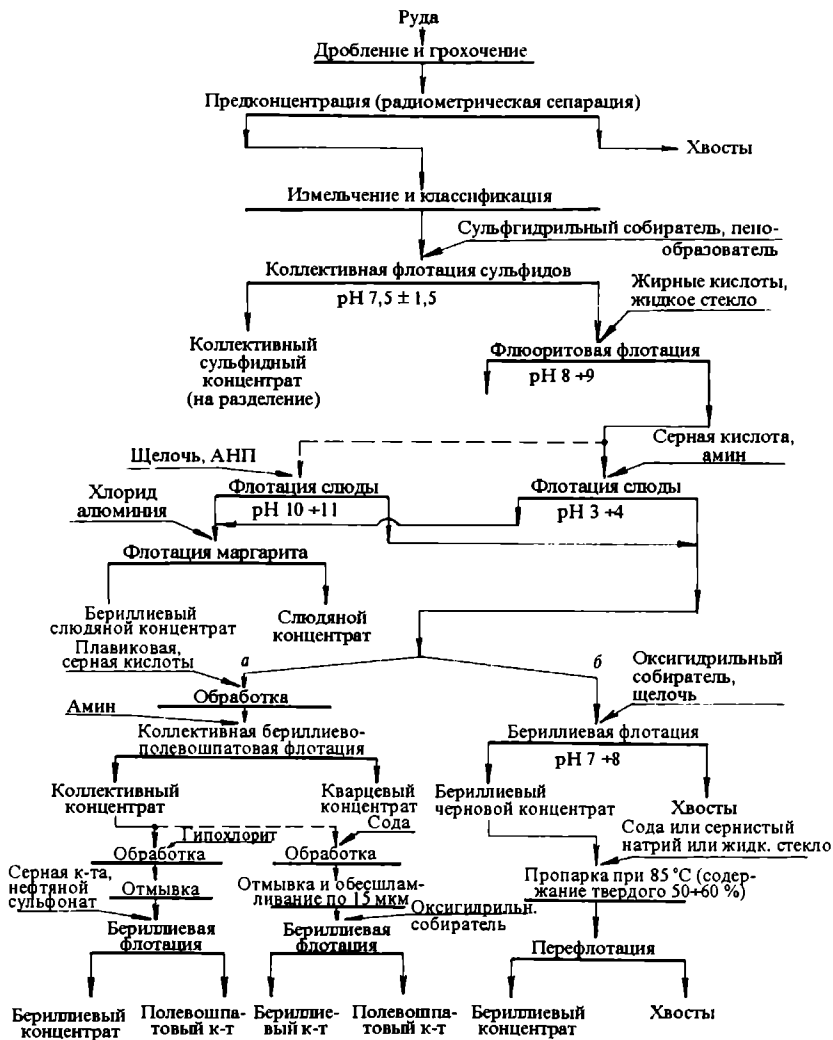 Руда
Дробление и грохочение
Предконцентрация (радиометрическая сепарация)
Хвосты
Измельчение и классификация
Сульфгидрильный собиратель, пено-
образователь
Коллективная флотация сульфидов
pH 7,5 ± 1,5
Жирные кислоты,
жидкое стекло
Коллективный
сульфидный
концентрат
(на разделение)
Флюоритовая флотация
pH 8 ÷9
Серная кислота,
амин
Щелочь, АНП
Флотация слюды
pH 10 ÷11
Флотация слюды
pH 3 ÷4
Хлорид
алюминия
Флотация маргарита
Бериллиевый
слюдяной концентрат
Слюдяной
концентрат
Плавиковая,
серная кислоты
а
б
Оксигидрильный
собиратель,
щелочь
Обработка
Амин
Коллективная бериллиево-
полевошпатовая флотация
Бериллиевая флотация
pH 7 ÷8
Коллективный
концентрат
Кварцевый
концентрат
Бериллиевый
черновой концентрат
Хвосты
Гипохлорит
Сода
Сода или сернистый
натрий или жидк. стекло
Обработка
Обработка
Серная к-та,
нефтяной
сульфонат
Отмывка
Отмывка и обесшлам-
ливание по 15 мкм
Пропарка при 85 °С (содер-
жание твердого 50÷60 %)
Оксигидрильн.
собиратель
Бериллиевая
флотация
Бериллиевая
флотация
Перефлотация
Бериллиевый
концентрат
Полевошпа-
товый к-т
Бериллие-
вый к-т
Полевошпа-
товый к-т
Бериллиевый
концентрат
Хвосты